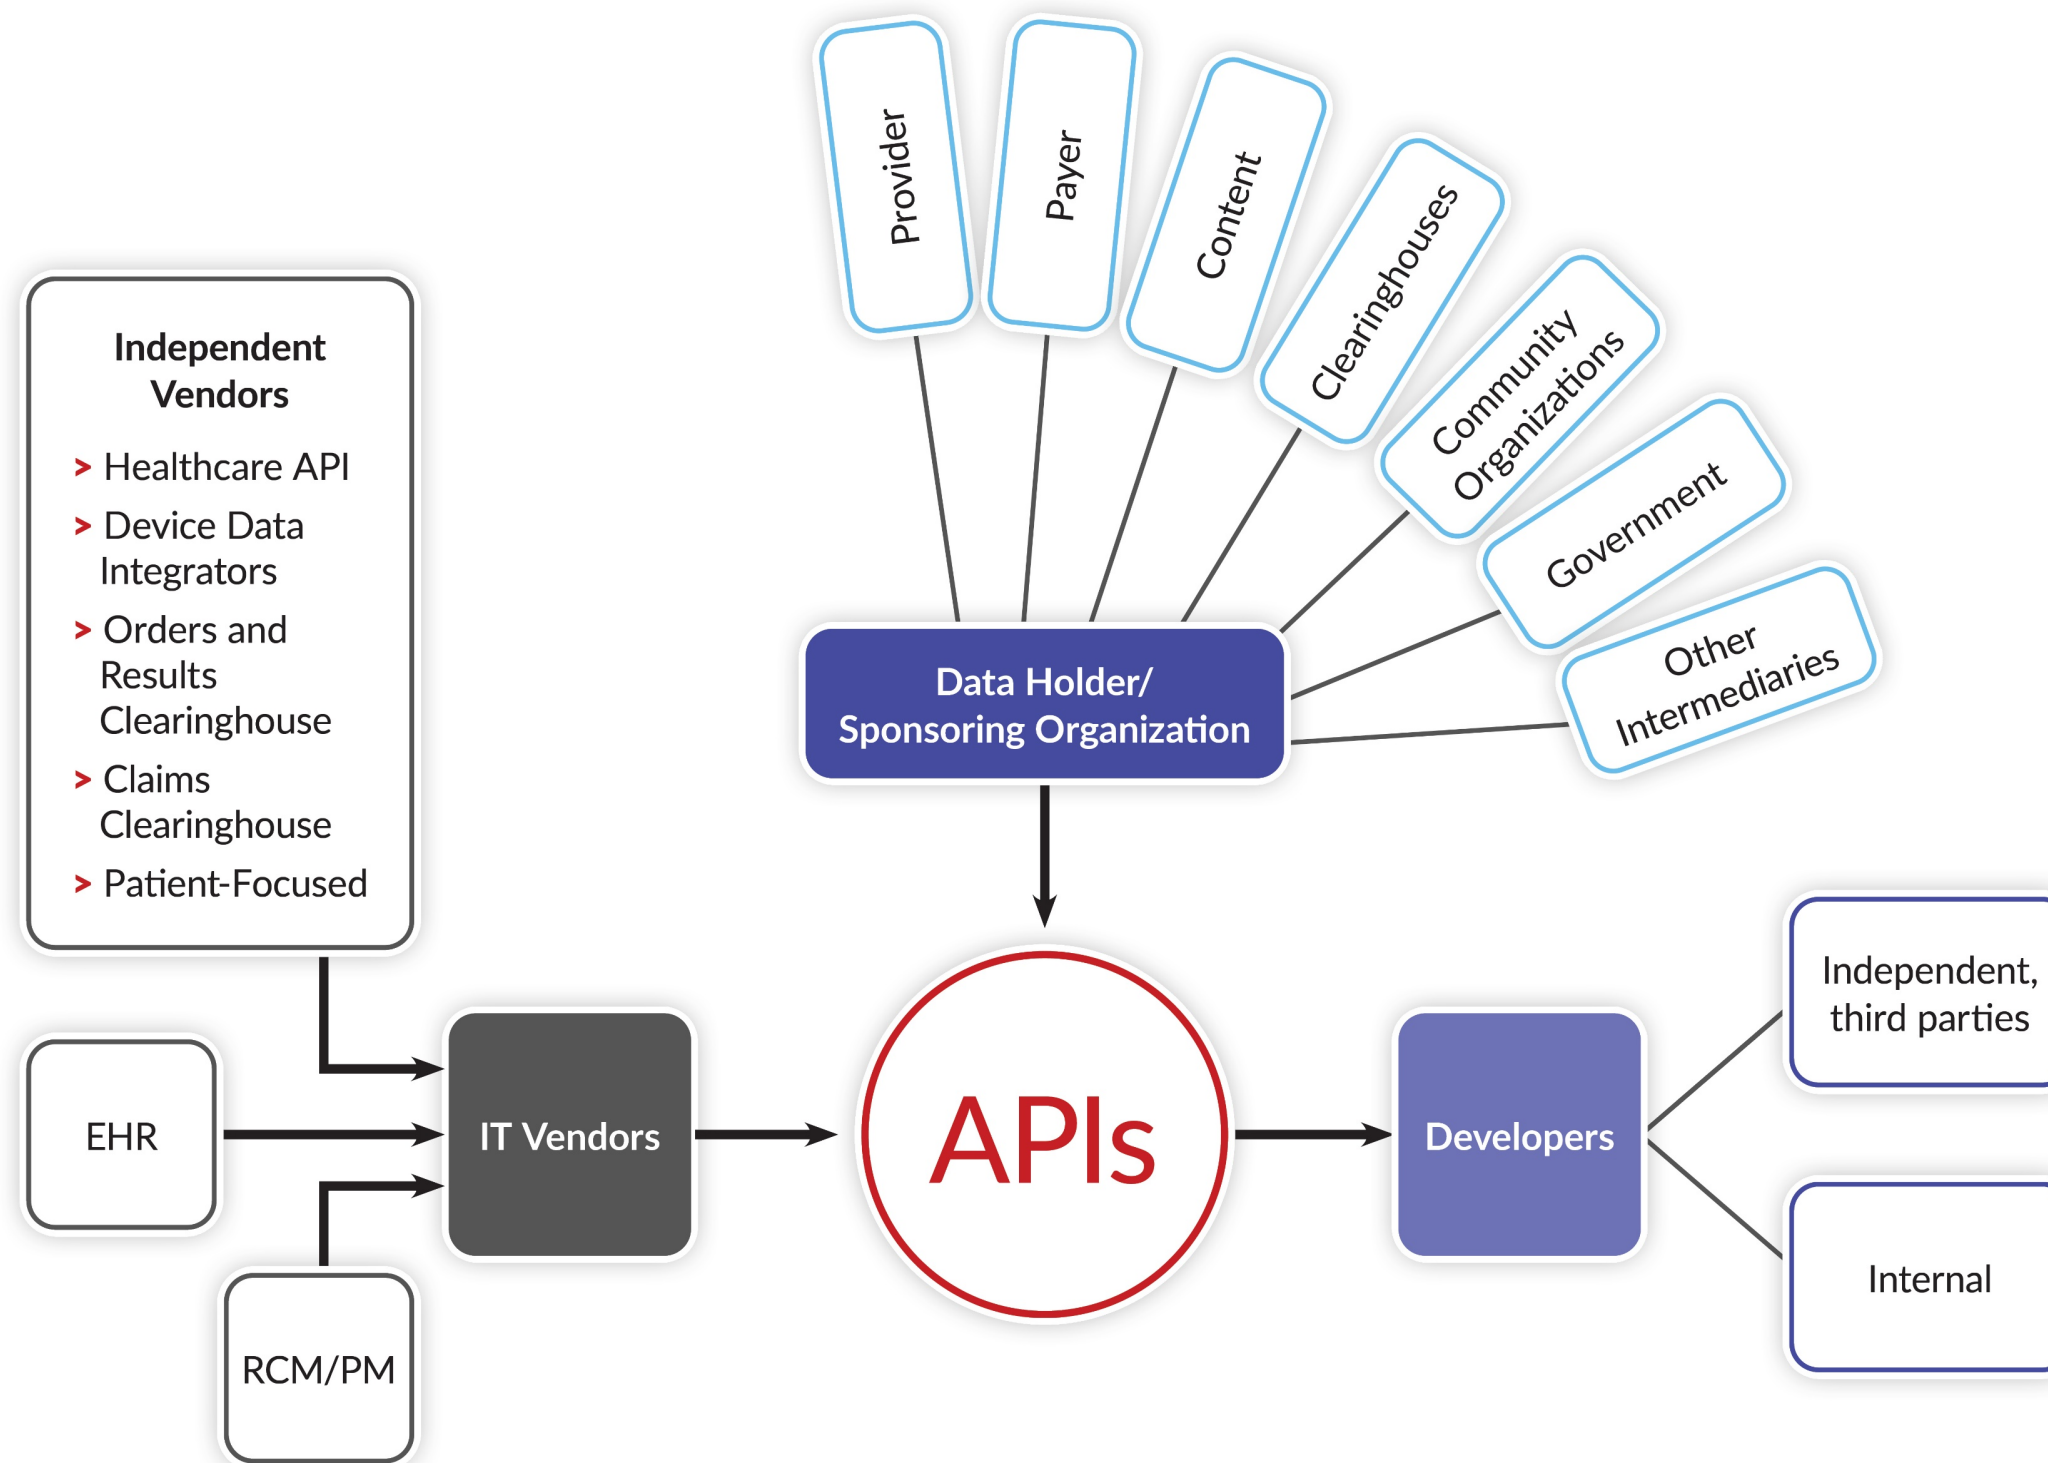 Provider
Payer
Content
Clearinghouses
Community
Organizations
Government
Other
Intermediaries
Independent
Vendors
> Healthcare API
> Device Data
Integrators
> Orders and
Results
Clearinghouse
> Claims
Clearinghouse
> Patient-Focused
Data Holder/
Sponsoring Organization
EHR
RCM/PM
IT Vendors
APIs
Developers
Independent,
third parties
Internal